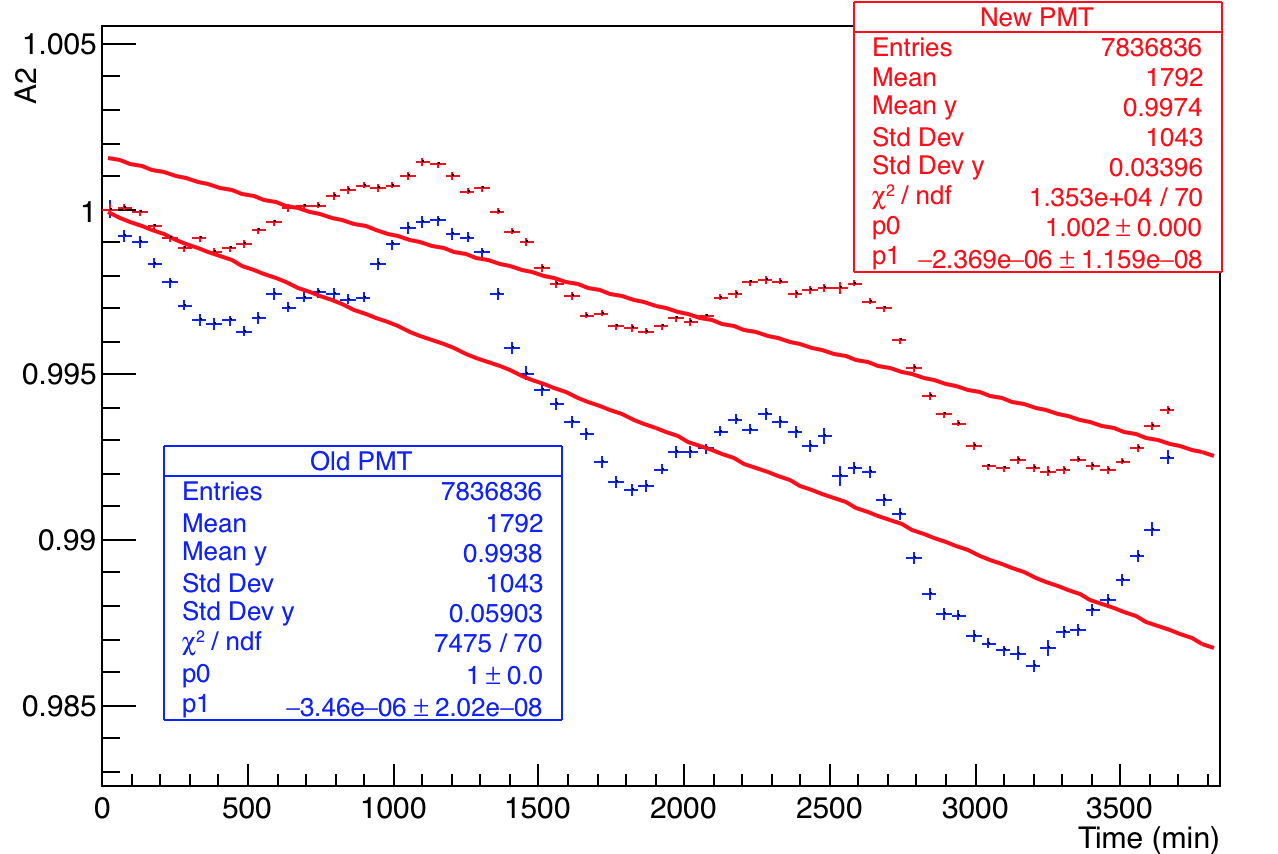 New PMT
Entries 7836836
Mean 1792
Mean y 0.9974
Std Dev 1043
Std Dev y 0.03396
χ² / ndf 1.353e+04 / 70
p0 1.002 ± 0.000
p1 −2.369e−06 ± 1.159e−08
A2
1.005
1
0.995
0.99
0.985
Old PMT
Entries 7836836
Mean 1792
Mean y 0.9938
Std Dev 1043
Std Dev y 0.05903
χ² / ndf 7475 / 70
p0 1 ± 0.0
p1 −3.46e−06 ± 2.02e−08
0 500 1000 1500 2000 2500 3000 3500
Time (min)